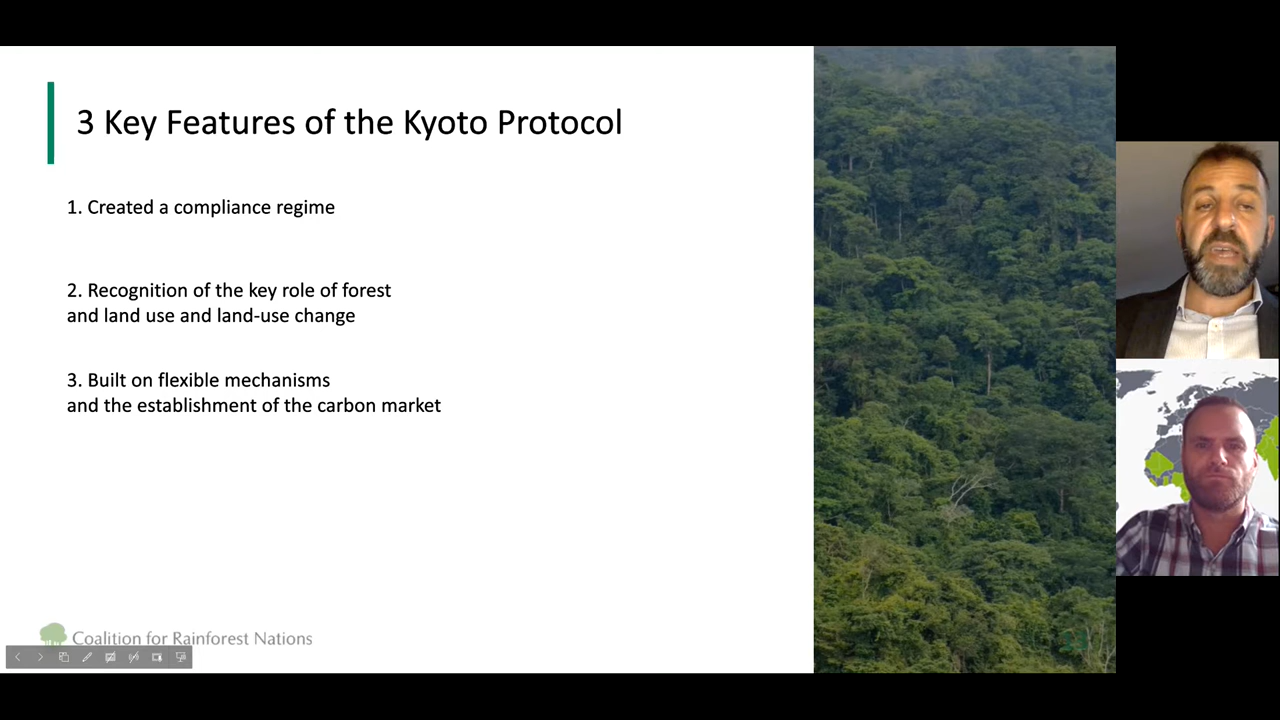 3 Key Features of the Kyoto Protocol
1. Created a compliance regime
2. Recognition of the key role of forest
and land use and land-use change
3. Built on flexible mechanisms
and the establishment of the carbon market
Coalition for Rainforest Nations